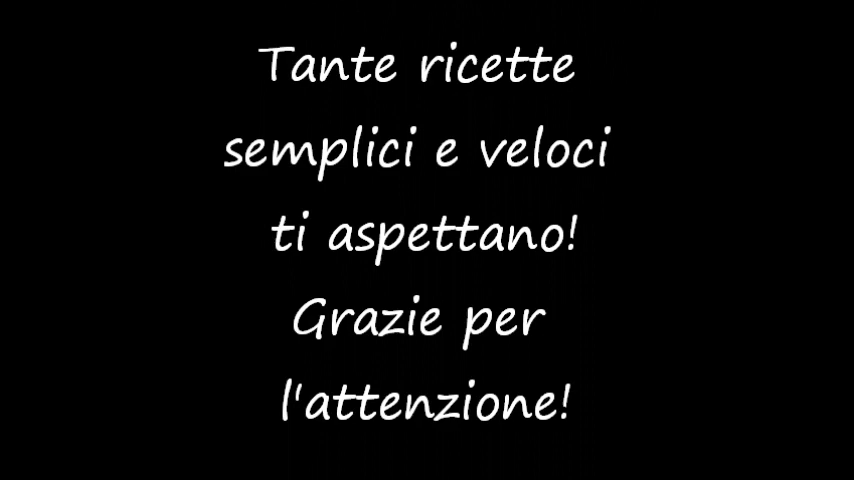 Tante ricette
semplici e veloci
ti aspettano!
Grazie per
l'attenzione!